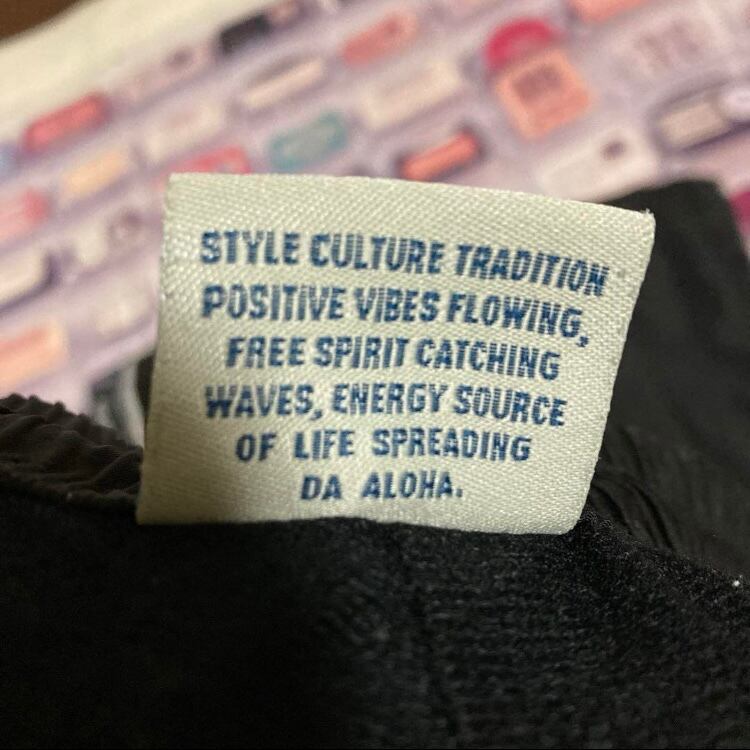 STYLE CULTURE TRADITION
POSITIVE VIBES FLOWING,
FREE SPIRIT CATCHING
WAVES, ENERGY SOURCE
OF LIFE SPREADING
DA ALOHA.